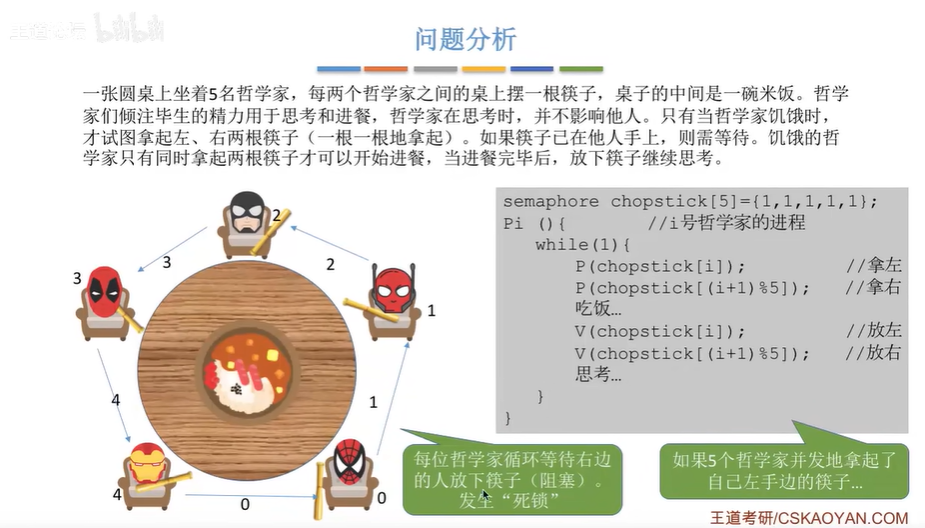 王道考研 bilibili
问题分析
一张圆桌上坐着5名哲学家，每两个哲学家之间的桌上摆一根筷子，桌子的中间是一碗米饭。哲学
家们倾注毕生的精力用于思考和进餐，哲学家在思考时，并不影响他人。只有当哲学家饥饿时，
才试图拿起左、右两根筷子（一根一根地拿起）。如果筷子已在他人手上，则需等待。饥饿的哲
学家只有同时拿起两根筷子才可以开始进餐，当进餐完毕后，放下筷子继续思考。
2
3
2
3
1
4
1
4
0
0
semaphore chopstick[5]={1,1,1,1,1};
Pi (){ //i号哲学家的进程
while(1){
P(chopstick[i]); //拿左
P(chopstick[(i+1)%5]); //拿右
吃饭…
V(chopstick[i]); //放左
V(chopstick[(i+1)%5]); //放右
思考…
}
}
每位哲学家循环等待右边
的人放下筷子（阻塞）。
发生“死锁”
如果5个哲学家并发地拿起了
自己左手边的筷子…
王道考研/CSKAOYAN.COM